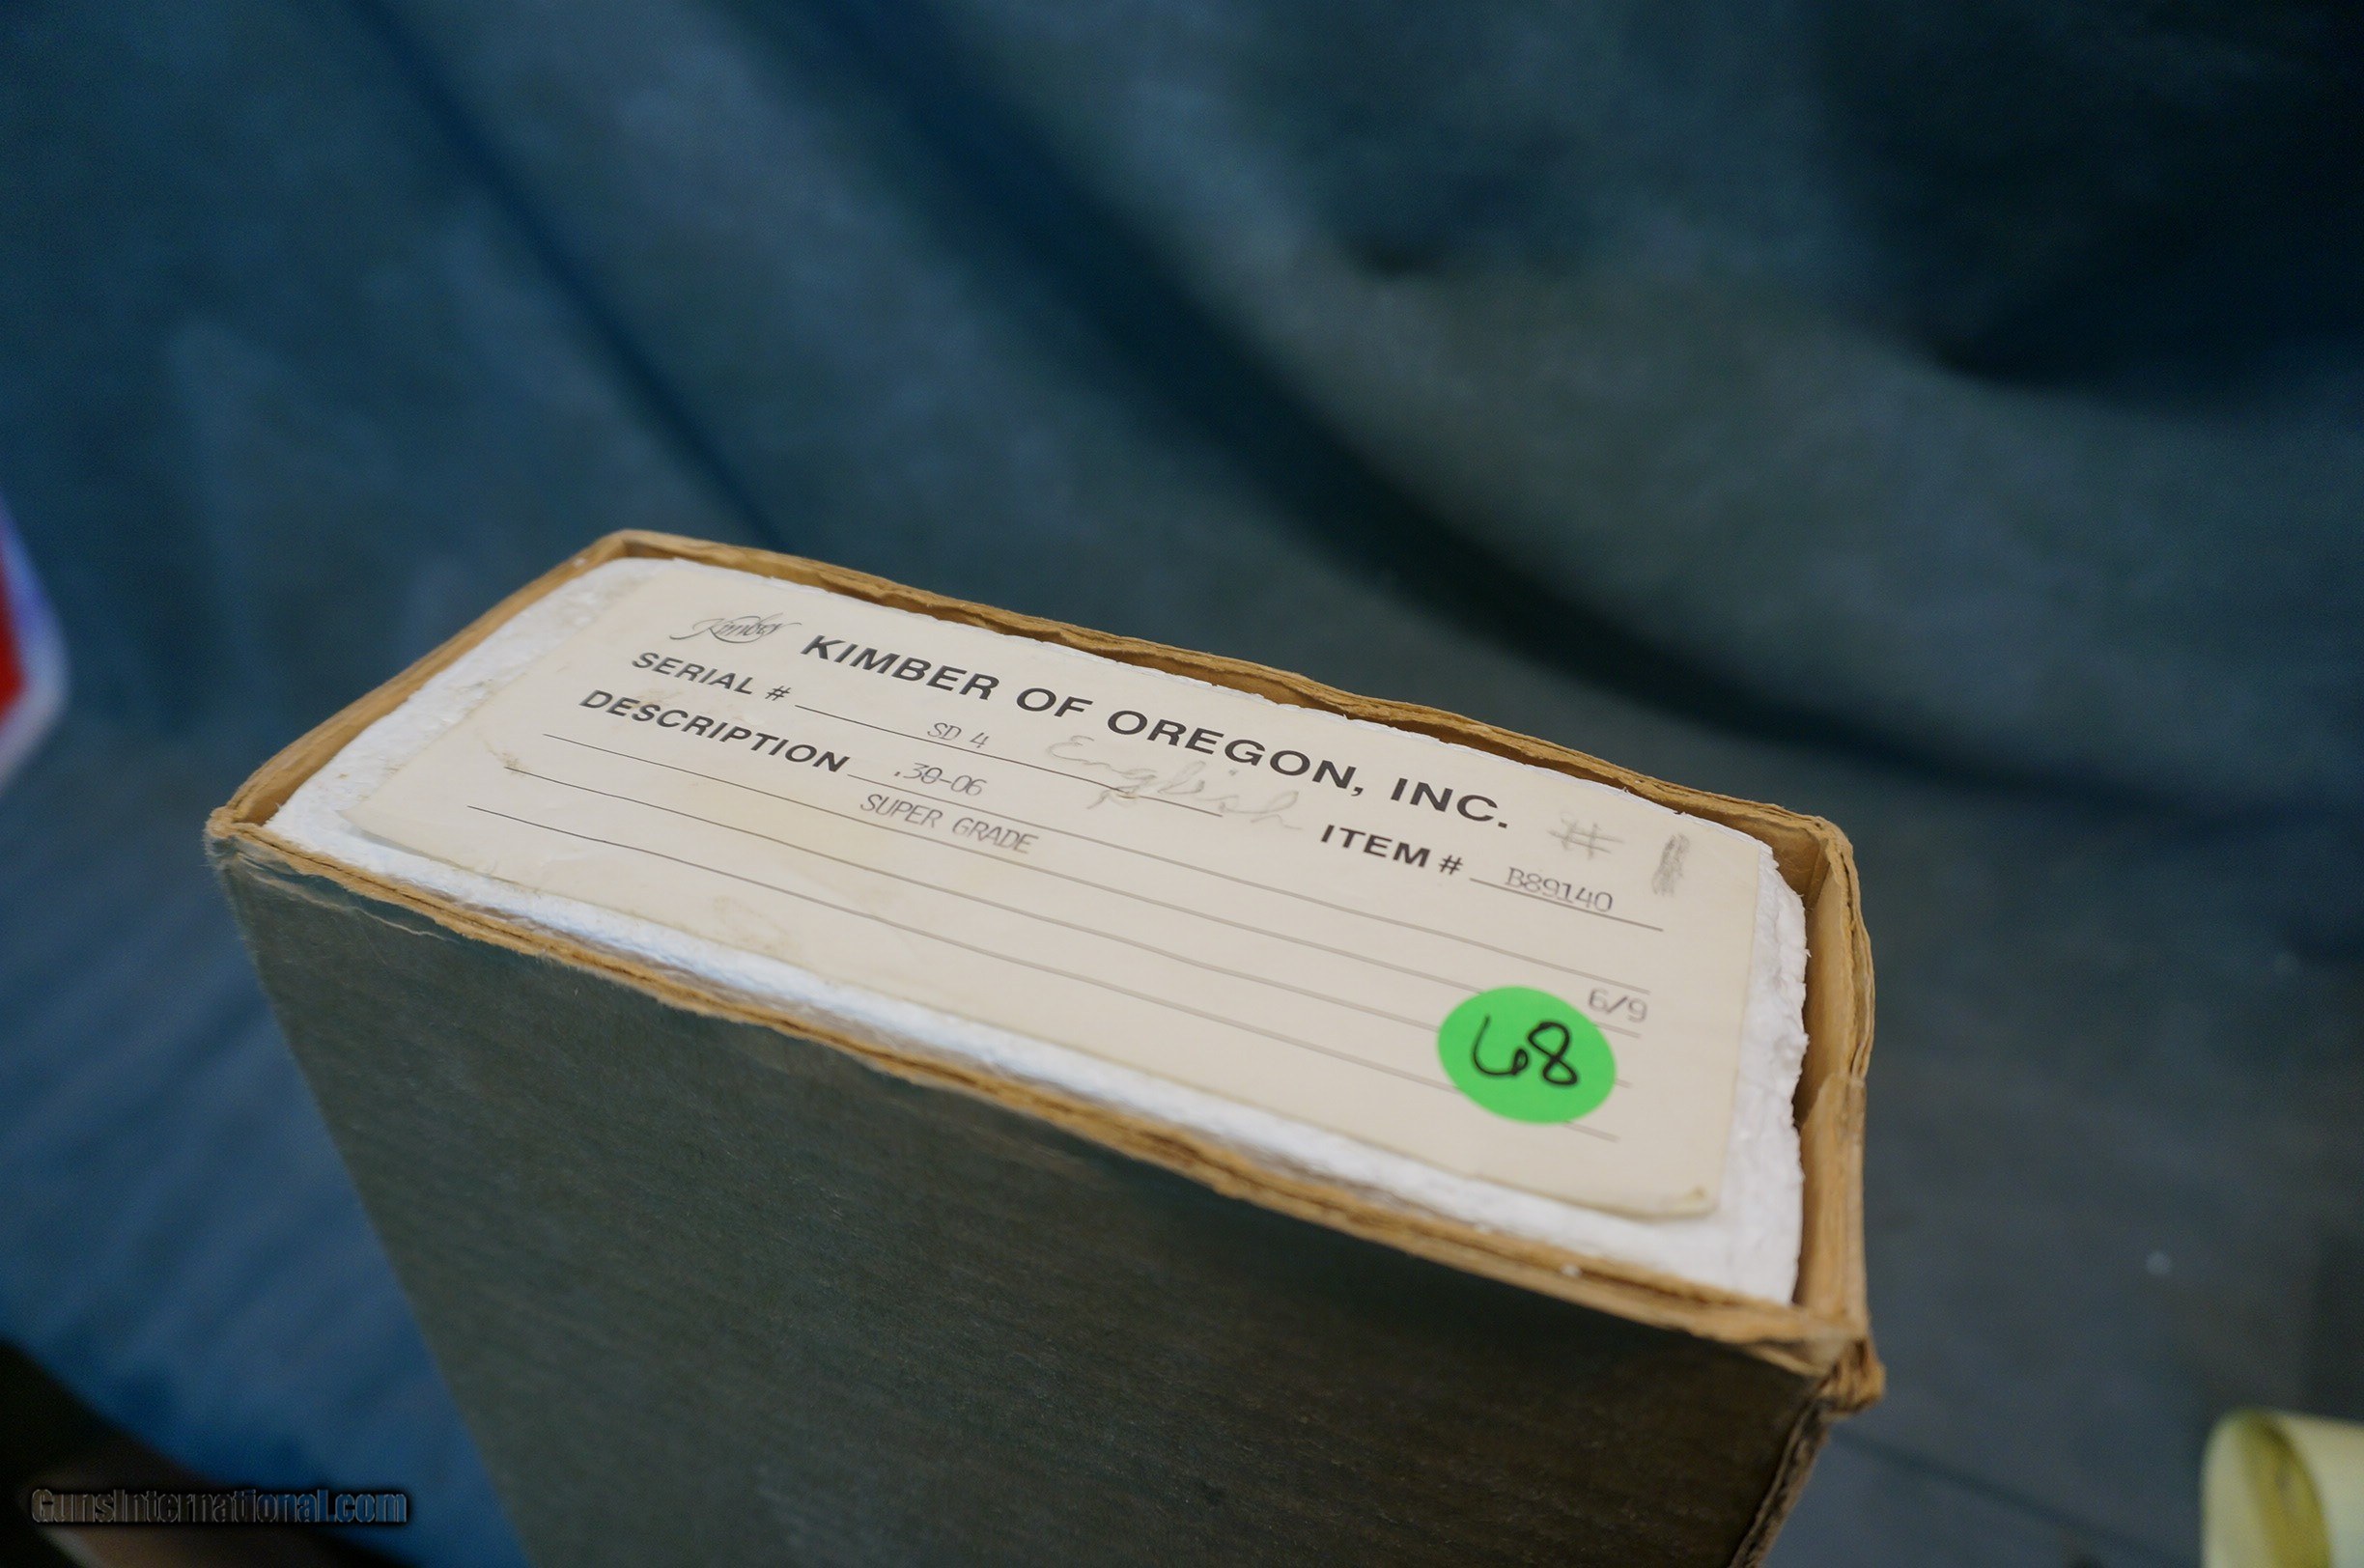 Kimber KIMBER OF OREGON, INC. #
SERIAL # SD 4 English ITEM # B89140
DESCRIPTION .30-06
SUPER GRADE
6/9
68
GunsInternational.com